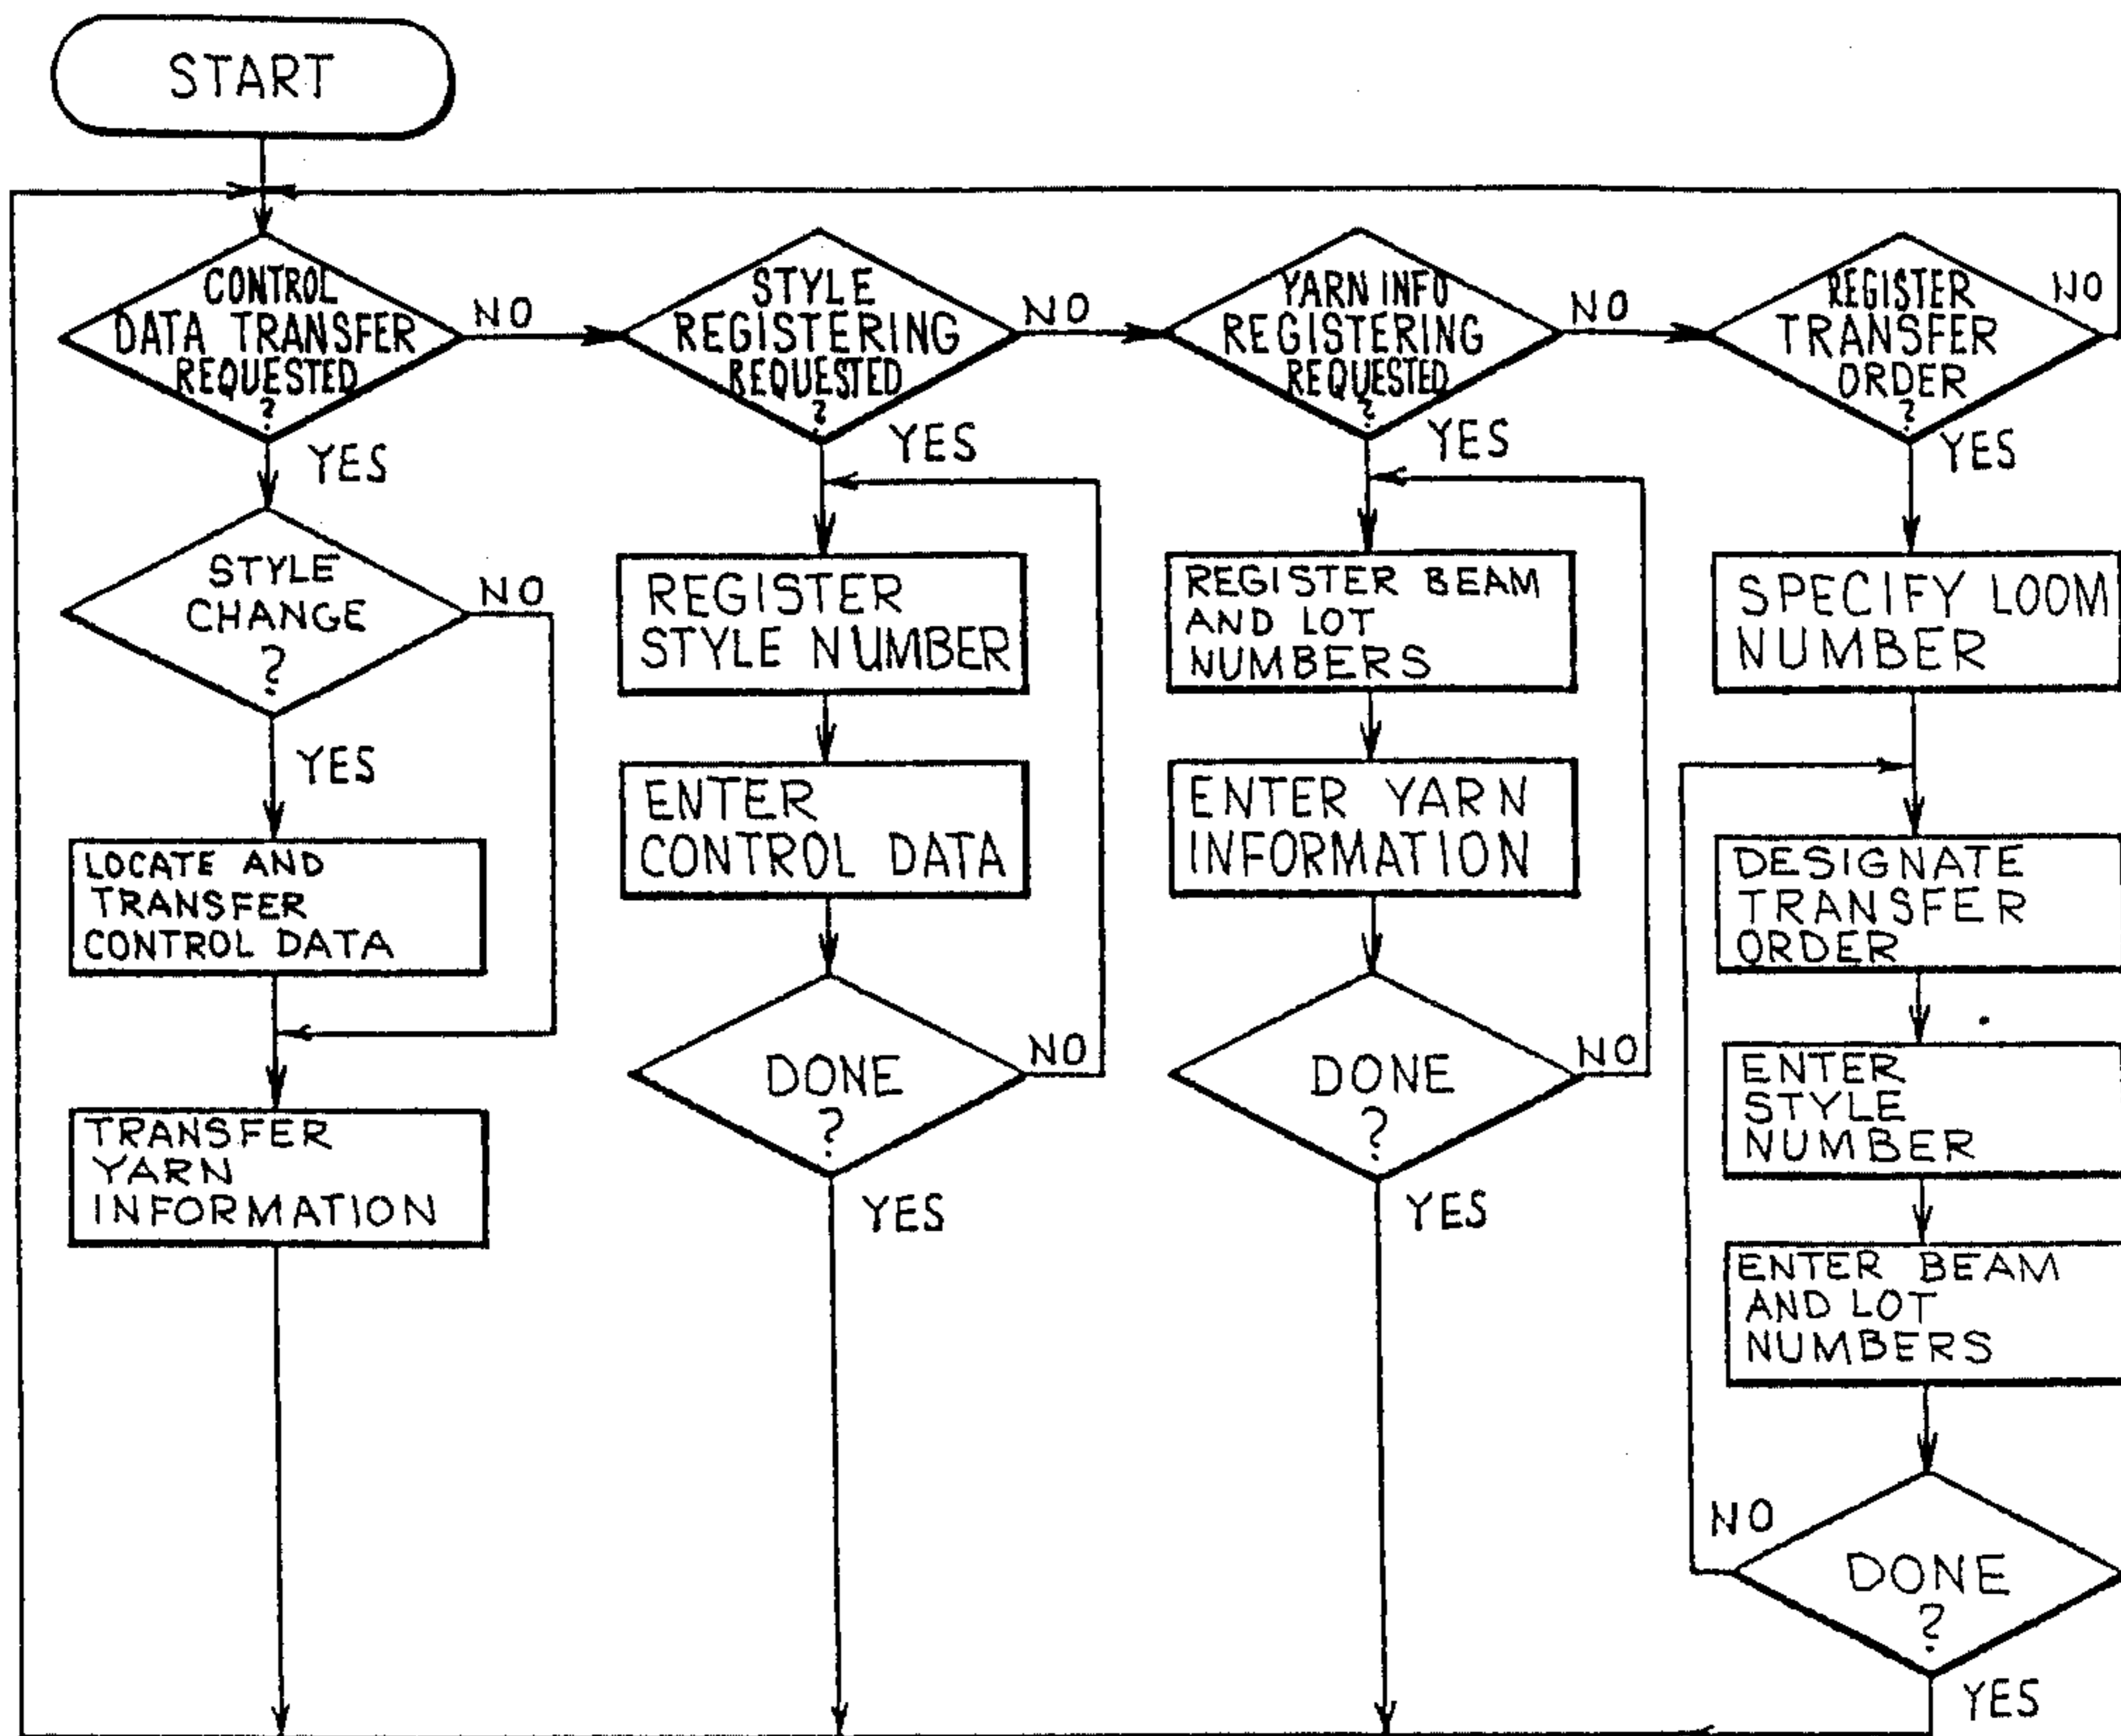 START
CONTROL
DATA TRANSFER
REQUESTED
?
NO
YES
STYLE
REGISTERING
REQUESTED
?
NO
YES
YARN INFO
REGISTERING
REQUESTED
?
NO
YES
REGISTER
TRANSFER
ORDER
?
NO
YES
STYLE
CHANGE
?
NO
YES
LOCATE AND
TRANSFER
CONTROL DATA
TRANSFER
YARN
INFORMATION
REGISTER
STYLE NUMBER
ENTER
CONTROL DATA
DONE
?
NO
YES
REGISTER BEAM
AND LOT
NUMBERS
ENTER YARN
INFORMATION
DONE
?
NO
YES
SPECIFY LOOM
NUMBER
DESIGNATE
TRANSFER
ORDER
ENTER
STYLE
NUMBER
ENTER BEAM
AND LOT
NUMBERS
NO
DONE
?
YES